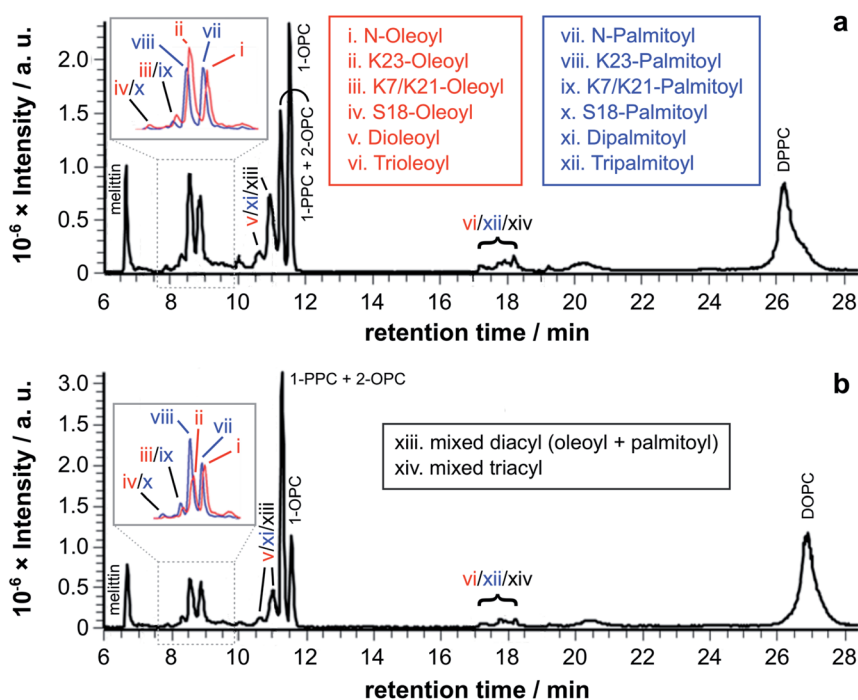 a
10⁻⁶ × Intensity / a. u.
2.0
1.5
1.0
0.5
0
6 8 10 12 14 16 18 20 22 24 26 28
retention time / min
ii
viii
vii
i
iii/ix
iv/x
melittin
v/xi/xiii
1-PPC + 2-OPC
1-OPC
i. N-Oleoyl
ii. K23-Oleoyl
iii. K7/K21-Oleoyl
iv. S18-Oleoyl
v. Dioleoyl
vi. Trioleoyl
vii. N-Palmitoyl
viii. K23-Palmitoyl
ix. K7/K21-Palmitoyl
x. S18-Palmitoyl
xi. Dipalmitoyl
xii. Tripalmitoyl
vi/xii/xiv
DPPC
b
10⁻⁶ × Intensity / a. u.
3.0
2.5
2.0
1.5
1.0
0.5
0
6 8 10 12 14 16 18 20 22 24 26 28
retention time / min
viii
ii
vii
i
iii/ix
iv/x
melittin
v/xi/xiii
1-PPC + 2-OPC
1-OPC
xiii. mixed diacyl (oleoyl + palmitoyl)
xiv. mixed triacyl
vi/xii/xiv
DOPC